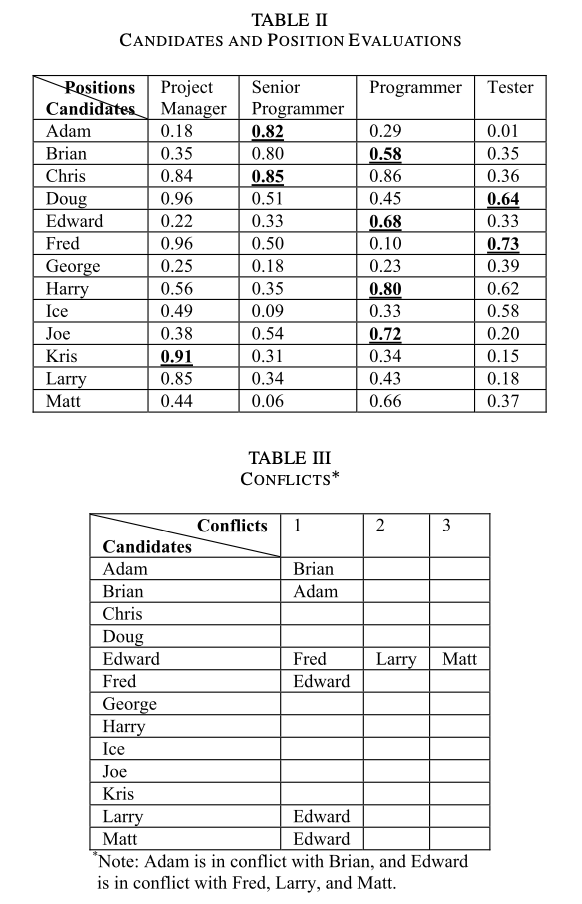 TABLE II
CANDIDATES AND POSITION EVALUATIONS
Positions Project Senior Programmer Tester
Candidates Manager Programmer
Adam 0.18 0.82 0.29 0.01
Brian 0.35 0.80 0.58 0.35
Chris 0.84 0.85 0.86 0.36
Doug 0.96 0.51 0.45 0.64
Edward 0.22 0.33 0.68 0.33
Fred 0.96 0.50 0.10 0.73
George 0.25 0.18 0.23 0.39
Harry 0.56 0.35 0.80 0.62
Ice 0.49 0.09 0.33 0.58
Joe 0.38 0.54 0.72 0.20
Kris 0.91 0.31 0.34 0.15
Larry 0.85 0.34 0.43 0.18
Matt 0.44 0.06 0.66 0.37
TABLE III
CONFLICTS*
Conflicts 1 2 3
Candidates
Adam Brian
Brian Adam
Chris
Doug
Edward Fred Larry Matt
Fred Edward
George
Harry
Ice
Joe
Kris
Larry Edward
Matt Edward
*Note: Adam is in conflict with Brian, and Edward
is in conflict with Fred, Larry, and Matt.